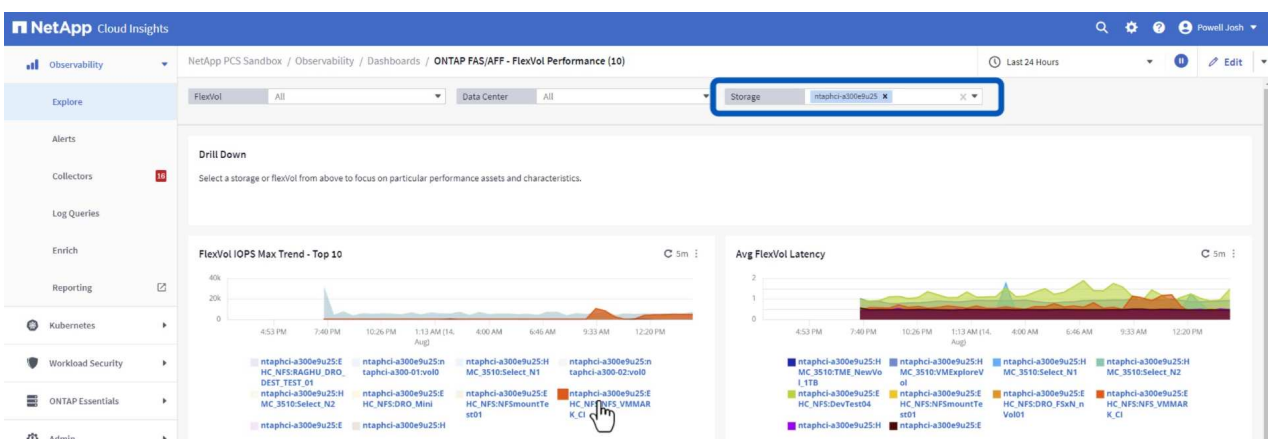 NetApp Cloud Insights
Powell Josh
Observability
NetApp PCS Sandbox / Observability / Dashboards / ONTAP FAS/AFF - FlexVol Performance (10)
Last 24 Hours
Edit
Explore
FlexVol All
Data Center All
Storage ntaphci-a300e9u25 x
Alerts
Collectors 16
Log Queries
Enrich
Reporting
Kubernetes
Workload Security
ONTAP Essentials
Admin
Drill Down
Select a storage or flexVol from above to focus on particular performance assets and characteristics.
FlexVol IOPS Max Trend - Top 10
5m
40k
20k
0
4:53 PM 7:40 PM 10:26 PM 1:13 AM (14. 4:00 AM 6:46 AM 9:33 AM 12:20 PM
Aug)
ntaphci-a300e9u25:E ntaphci-a300e9u25:n ntaphci-a300e9u25:H ntaphci-a300e9u25:n
HC_NFS:RAGHU_DRO_ taphci-a300-01:vol0 MC_3510:Select_N1 taphci-a300-02:vol0
DEST_TEST_01
ntaphci-a300e9u25:H ntaphci-a300e9u25:E ntaphci-a300e9u25:E ntaphci-a300e9u25:E
MC_3510:Select_N2 HC_NFS:DRO_Mini HC_NFS:NFSmountTe HC_NFS:NFS_VMMAR
st01 K_CI
ntaphci-a300e9u25:E ntaphci-a300e9u25:H
Avg FlexVol Latency
5m
2
1
0
4:53 PM 7:40 PM 10:26 PM 1:13 AM (14. 4:00 AM 6:46 AM 9:33 AM 12:20 PM
Aug)
ntaphci-a300e9u25:H ntaphci-a300e9u25:H ntaphci-a300e9u25:H ntaphci-a300e9u25:H
MC_3510:TME_NewVo MC_3510:VMExploreV MC_3510:Select_N1 MC_3510:Select_N2
l_1TB ol
ntaphci-a300e9u25:E ntaphci-a300e9u25:E ntaphci-a300e9u25:E ntaphci-a300e9u25:E
HC_NFS:DevTest04 HC_NFS:NFSmountTe HC_NFS:DRO_FSxN_n HC_NFS:NFS_VMMAR
st01 Vol01 K_CI
ntaphci-a300e9u25:H ntaphci-a300e9u25:E